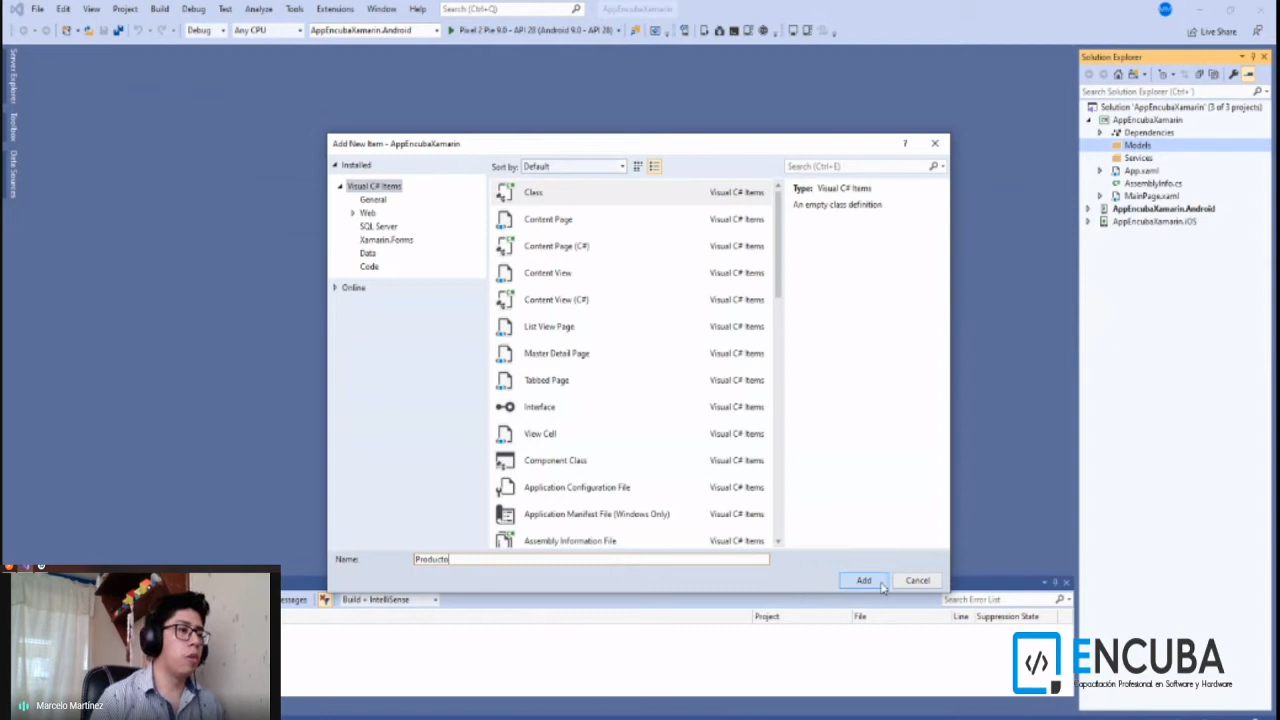 File Edit View Project Build Debug Test Analyze Tools Extensions Window Help Search (Ctrl+Q) AppEncubaXamarin
Debug Any CPU AppEncubaXamarin.Android Pixel 2 Pie 9.0 - API 28 (Android 9.0 - API 28) Live Share
Server Explorer
Toolbox
Data Sources
Solution Explorer
Search Solution Explorer (Ctrl+ )
Solution 'AppEncubaXamarin' (3 of 3 projects)
AppEncubaXamarin
Dependencies
Models
Services
App.xaml
AssemblyInfo.cs
MainPage.xaml
AppEncubaXamarin.Android
AppEncubaXamarin.iOS
Add New Item - AppEncubaXamarin ?
Installed
Visual C# Items
General
Web
SQL Server
Xamarin.Forms
Data
Code
Online
Sort by: Default
Search (Ctrl+E)
Class Visual C# Items
Content Page Visual C# Items
Content Page (C#) Visual C# Items
Content View Visual C# Items
Content View (C#) Visual C# Items
List View Page Visual C# Items
Master Detail Page Visual C# Items
Tabbed Page Visual C# Items
Interface Visual C# Items
View Cell Visual C# Items
Component Class Visual C# Items
Application Configuration File Visual C# Items
Application Manifest File (Windows Only) Visual C# Items
Assembly Information File Visual C# Items
Type: Visual C# Items
An empty class definition
Name: Producto
Add Cancel
Build + IntelliSense Search Error List
Project File Line Suppression State
Marcelo Martínez
</> ENCUBA
Capacitación Profesional en Software y Hardware